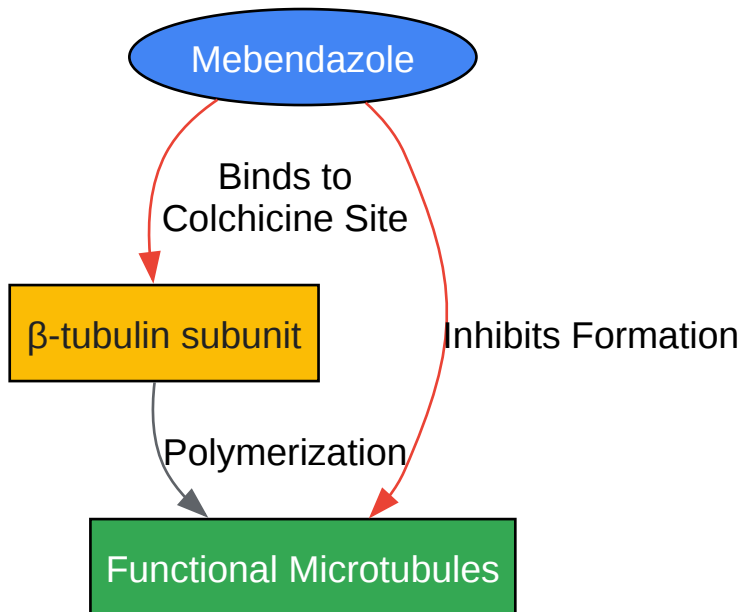 Mebendazole
Binds to
Colchicine Site
β-tubulin subunit
Inhibits Formation
Polymerization
Functional Microtubules